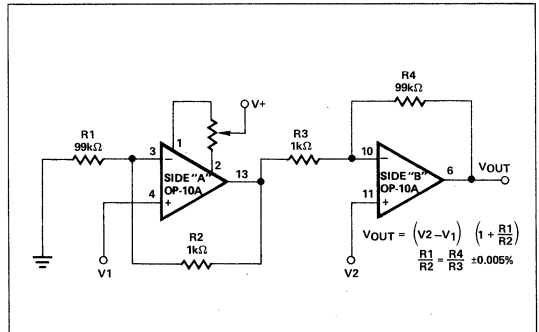 R1
99kΩ
3
1
V+
2
SIDE "A"
OP-10A
−
+
4
13
V1
R2
1kΩ
R3
1kΩ
R4
99kΩ
10
−
SIDE "B"
OP-10A
6
VOUT
11
+
V2
VOUT = (V2 – V1) (1 + R1/R2)
R1/R2 = R4/R3 ±0.005%